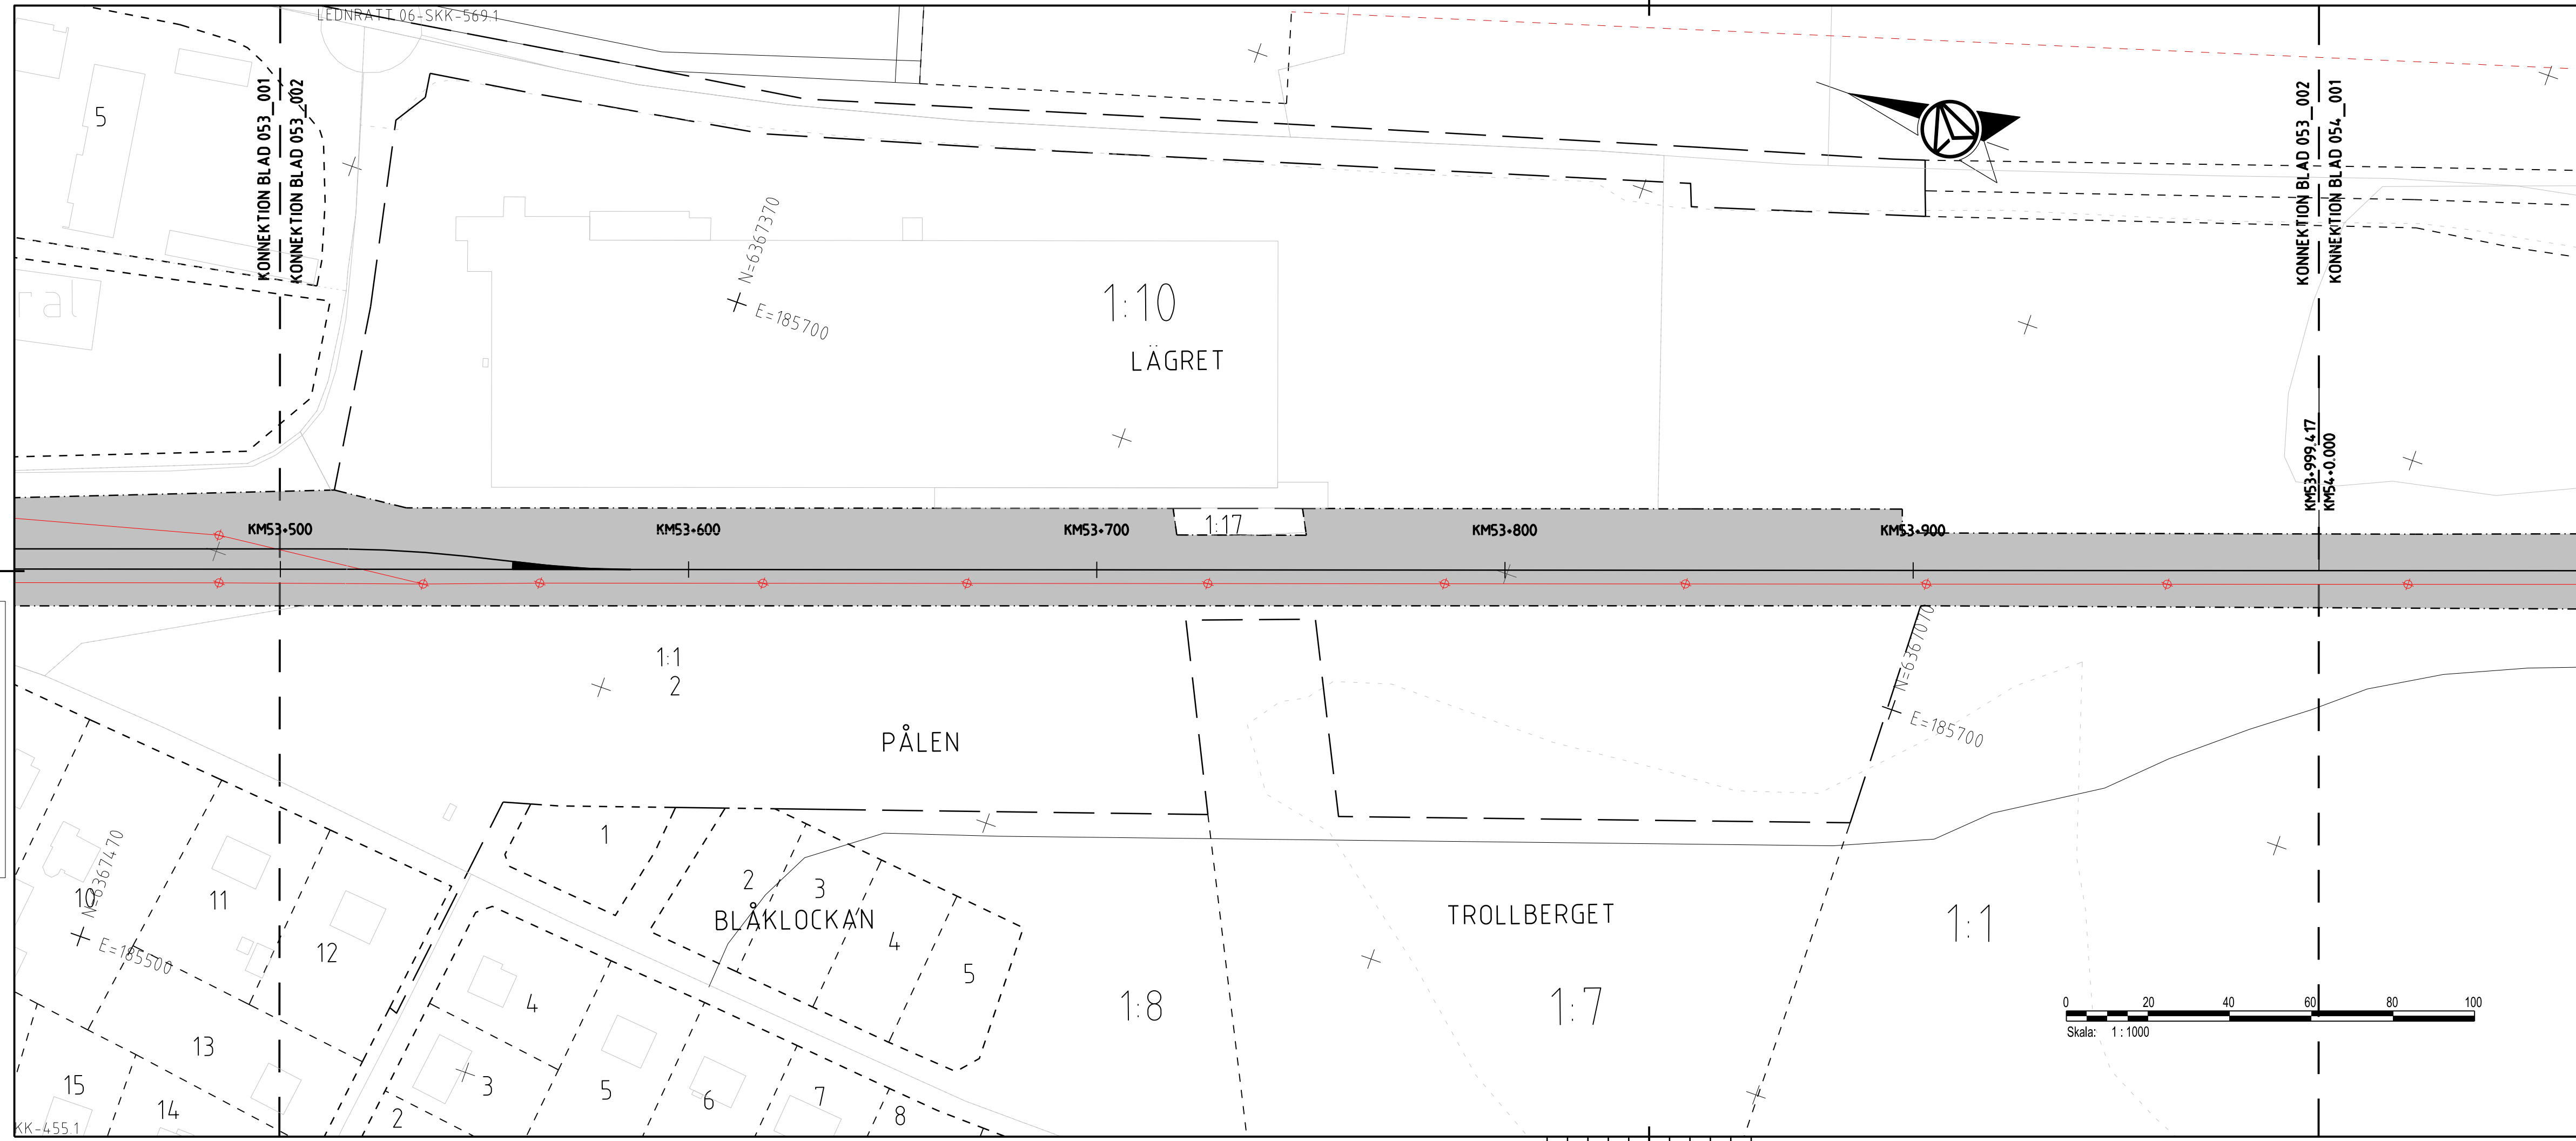 LEDNRÄTT 06-SKK-569.1
5
KONNEKTION BLAD 053_001
KONNEKTION BLAD 053_002
KONNEKTION BLAD 053_002
KONNEKTION BLAD 054_001
N=6367370
E=185700
1:10
LÄGRET
ral
KM53+999.417
KM54+0.000
KM53+500
KM53+600
KM53+700
1:17
KM53+800
KM53+900
1:1
2
PÅLEN
N=6367070
E=185700
1
2
3
BLÅKLOCKAN
4
5
TROLLBERGET
1:1
10
N=6367470
E=185500
11
12
13
15
14
4
3
2
5
6
7
8
1:8
1:7
0 20 40 60 80 100
Skala: 1 : 1000
KK-455.1